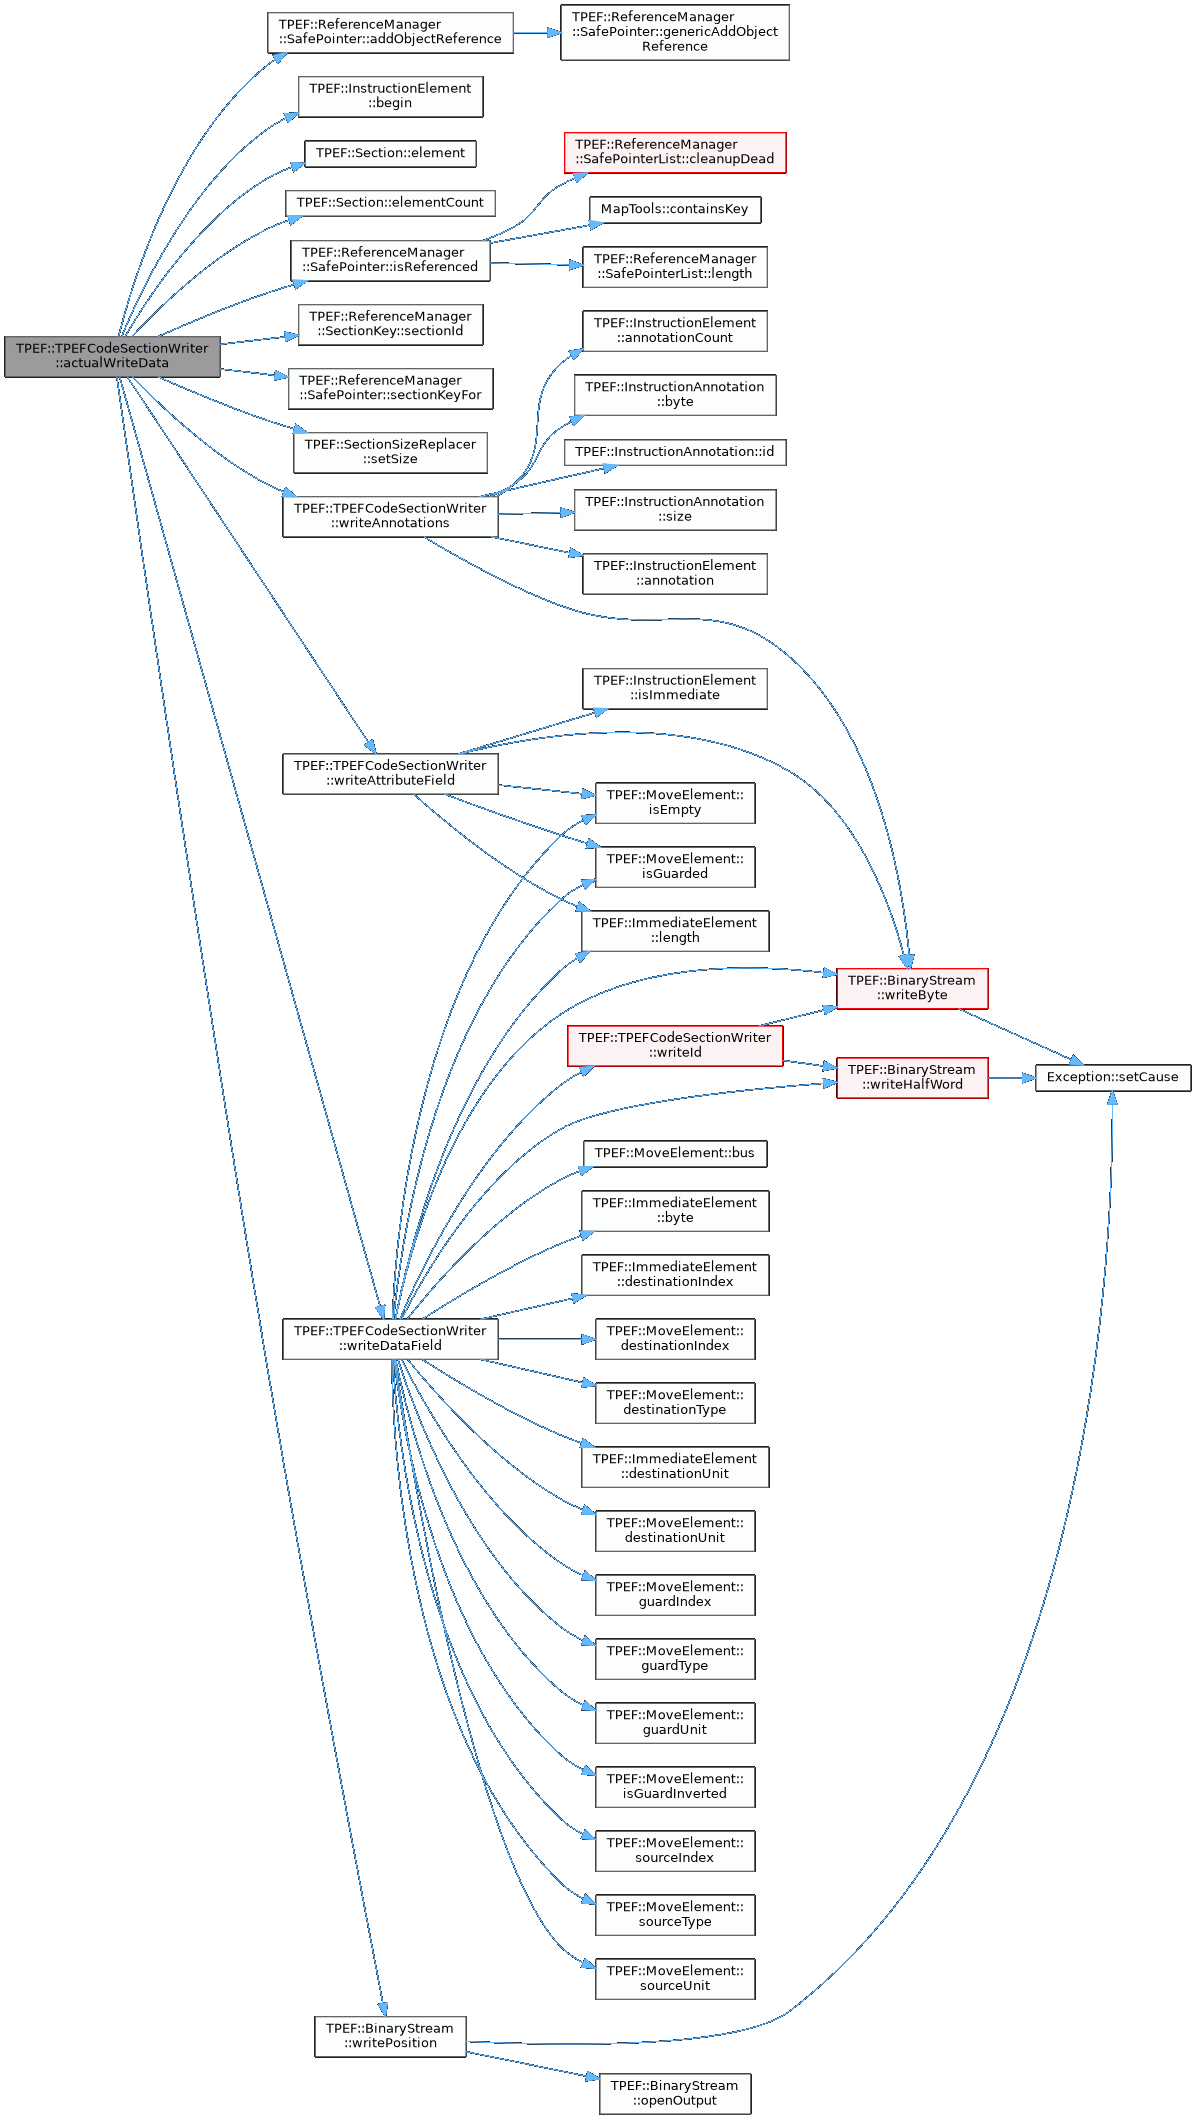 TPEF::ReferenceManager
::SafePointer::addObjectReference
TPEF::ReferenceManager
::SafePointer::genericAddObject
Reference
TPEF::InstructionElement
::begin
TPEF::Section::element
TPEF::ReferenceManager
::SafePointerList::cleanupDead
TPEF::Section::elementCount
MapTools::containsKey
TPEF::ReferenceManager
::SafePointer::isReferenced
TPEF::ReferenceManager
::SafePointerList::length
TPEF::ReferenceManager
::SectionKey::sectionId
TPEF::InstructionElement
::annotationCount
TPEF::TPEFCodeSectionWriter
::actualWriteData
TPEF::ReferenceManager
::SafePointer::sectionKeyFor
TPEF::InstructionAnnotation
::byte
TPEF::SectionSizeReplacer
::setSize
TPEF::InstructionAnnotation::id
TPEF::TPEFCodeSectionWriter
::writeAnnotations
TPEF::InstructionAnnotation
::size
TPEF::InstructionElement
::annotation
TPEF::InstructionElement
::isImmediate
TPEF::TPEFCodeSectionWriter
::writeAttributeField
TPEF::MoveElement::
isEmpty
TPEF::MoveElement::
isGuarded
TPEF::ImmediateElement
::length
TPEF::BinaryStream
::writeByte
TPEF::TPEFCodeSectionWriter
::writeId
TPEF::BinaryStream
::writeHalfWord
Exception::setCause
TPEF::MoveElement::bus
TPEF::ImmediateElement
::byte
TPEF::ImmediateElement
::destinationIndex
TPEF::TPEFCodeSectionWriter
::writeDataField
TPEF::MoveElement::
destinationIndex
TPEF::MoveElement::
destinationType
TPEF::ImmediateElement
::destinationUnit
TPEF::MoveElement::
destinationUnit
TPEF::MoveElement::
guardIndex
TPEF::MoveElement::
guardType
TPEF::MoveElement::
guardUnit
TPEF::MoveElement::
isGuardInverted
TPEF::MoveElement::
sourceIndex
TPEF::MoveElement::
sourceType
TPEF::MoveElement::
sourceUnit
TPEF::BinaryStream
::writePosition
TPEF::BinaryStream
::openOutput